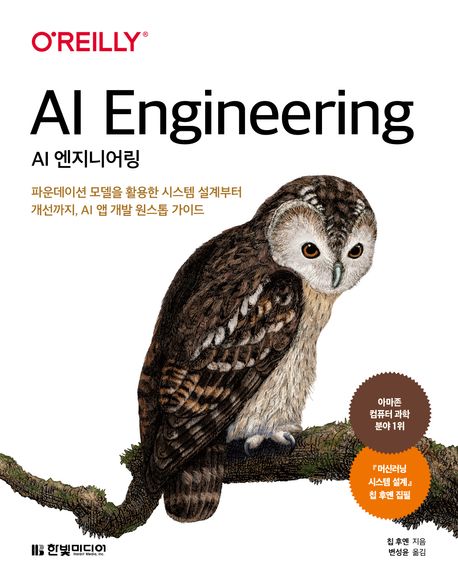 O'REILLY®
AI Engineering
AI 엔지니어링
파운데이션 모델을 활용한 시스템 설계부터
개선까지, AI 앱 개발 원스톱 가이드
아마존
컴퓨터 과학
분야 1위
『머신러닝
시스템 설계』
칩 후옌 집필
한빛미디어
Hanbit Media, Inc.
칩 후옌 지음
변성윤 옮김